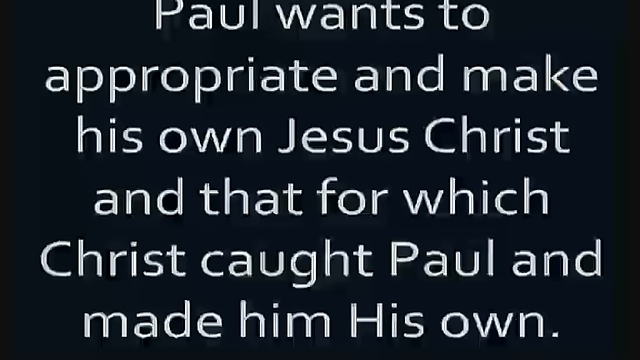 Paul wants to
appropriate and make
his own Jesus Christ
and that for which
Christ caught Paul and
made him His own.